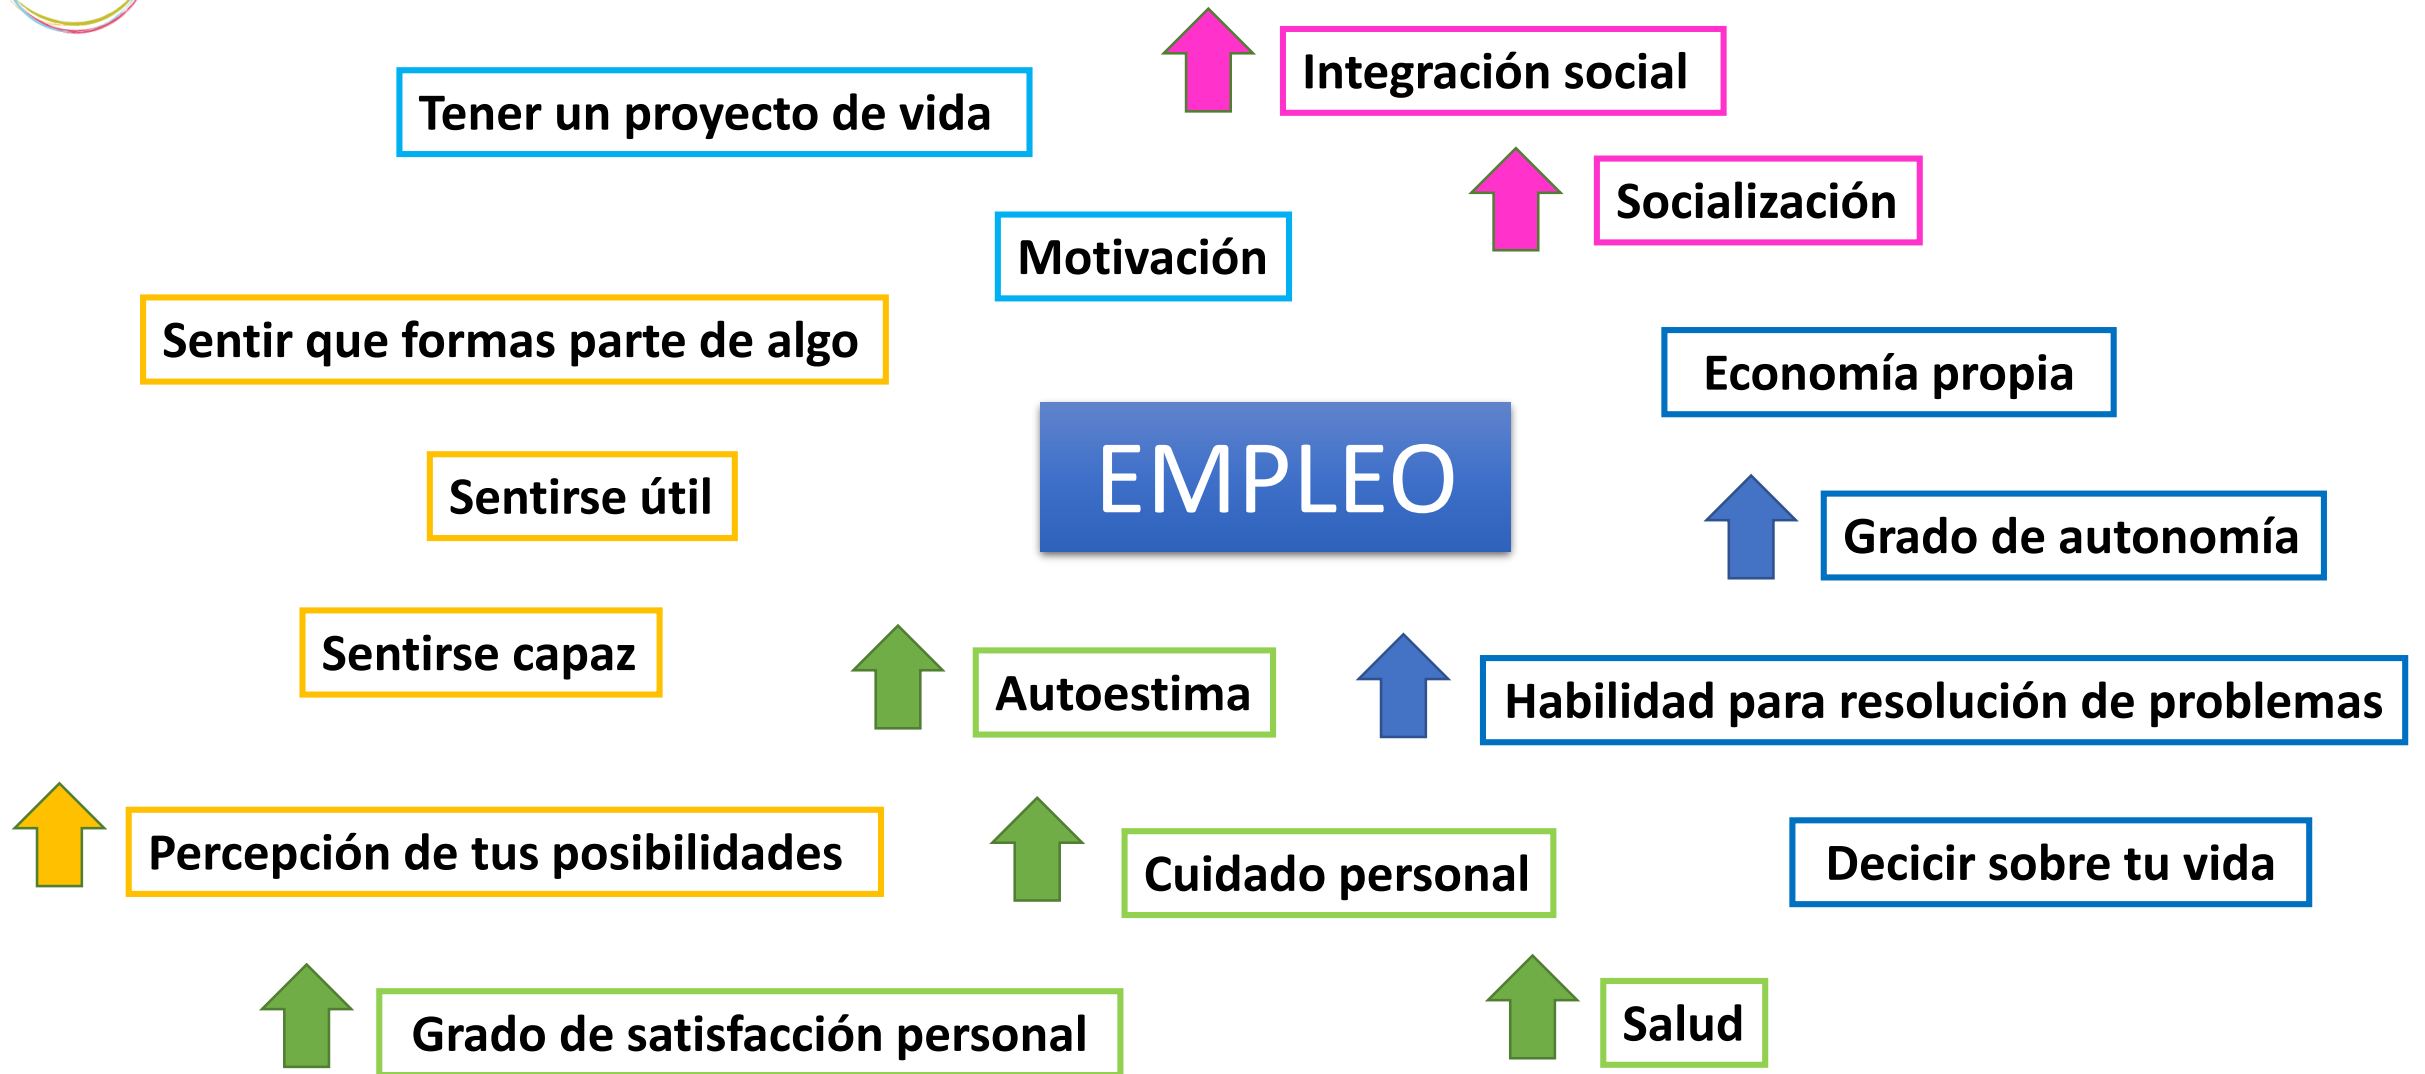 Integración social
Tener un proyecto de vida
Socialización
Motivación
Sentir que formas parte de algo
Economía propia
EMPLEO
Sentirse útil
Grado de autonomía
Sentirse capaz
Autoestima
Habilidad para resolución de problemas
Percepción de tus posibilidades
Cuidado personal
Decicir sobre tu vida
Grado de satisfacción personal
Salud